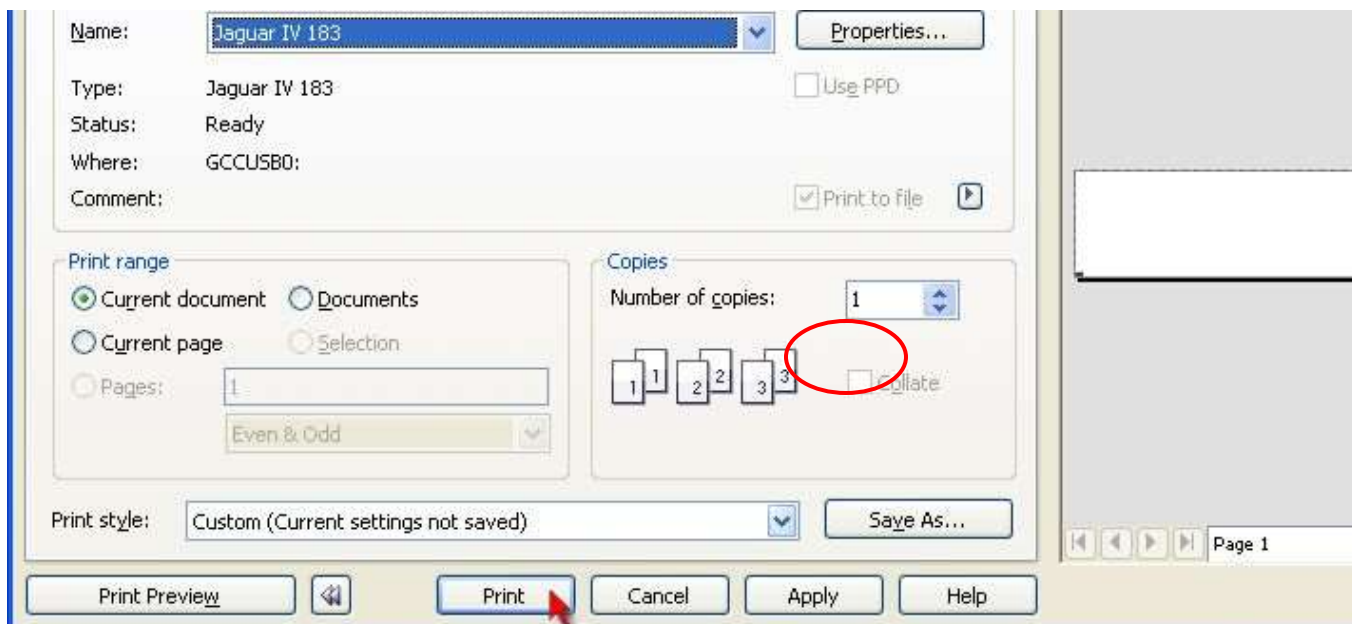 Name: Jaguar IV 183 Properties...
Type: Jaguar IV 183 Use PPD
Status: Ready
Where: GCCUSB0:
Comment: Print to file
Print range Copies
Current document Documents Number of copies: 1
Current page Selection
1 1 2 2 3 3 Collate
Pages: 1
Even & Odd
Print style: Custom (Current settings not saved) Save As...
Page 1
Print Preview Print Cancel Apply Help